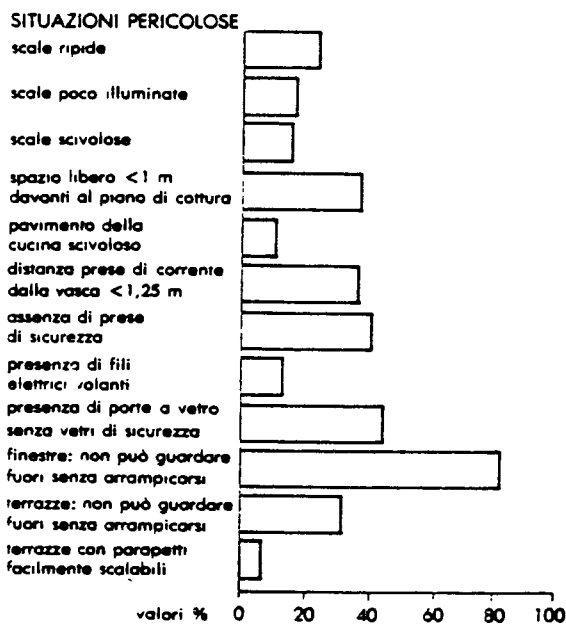 SITUAZIONI PERICOLOSE
scale ripide
scale poco illuminate
scale scivolose
spazio libero <1 m
davanti al piano di cottura
pavimento della
cucina scivoloso
distanza prese di corrente
dalla vasca <1,25 m
assenza di prese
di sicurezza
presenza di fili
elettrici volanti
presenza di porte a vetro
senza vetri di sicurezza
finestre: non può guardare
fuori senza arrampicarsi
terrazze: non può guardare
fuori senza arrampicarsi
terrazze con parapetti
facilmente scalabili
valori % 0 20 40 60 80 100